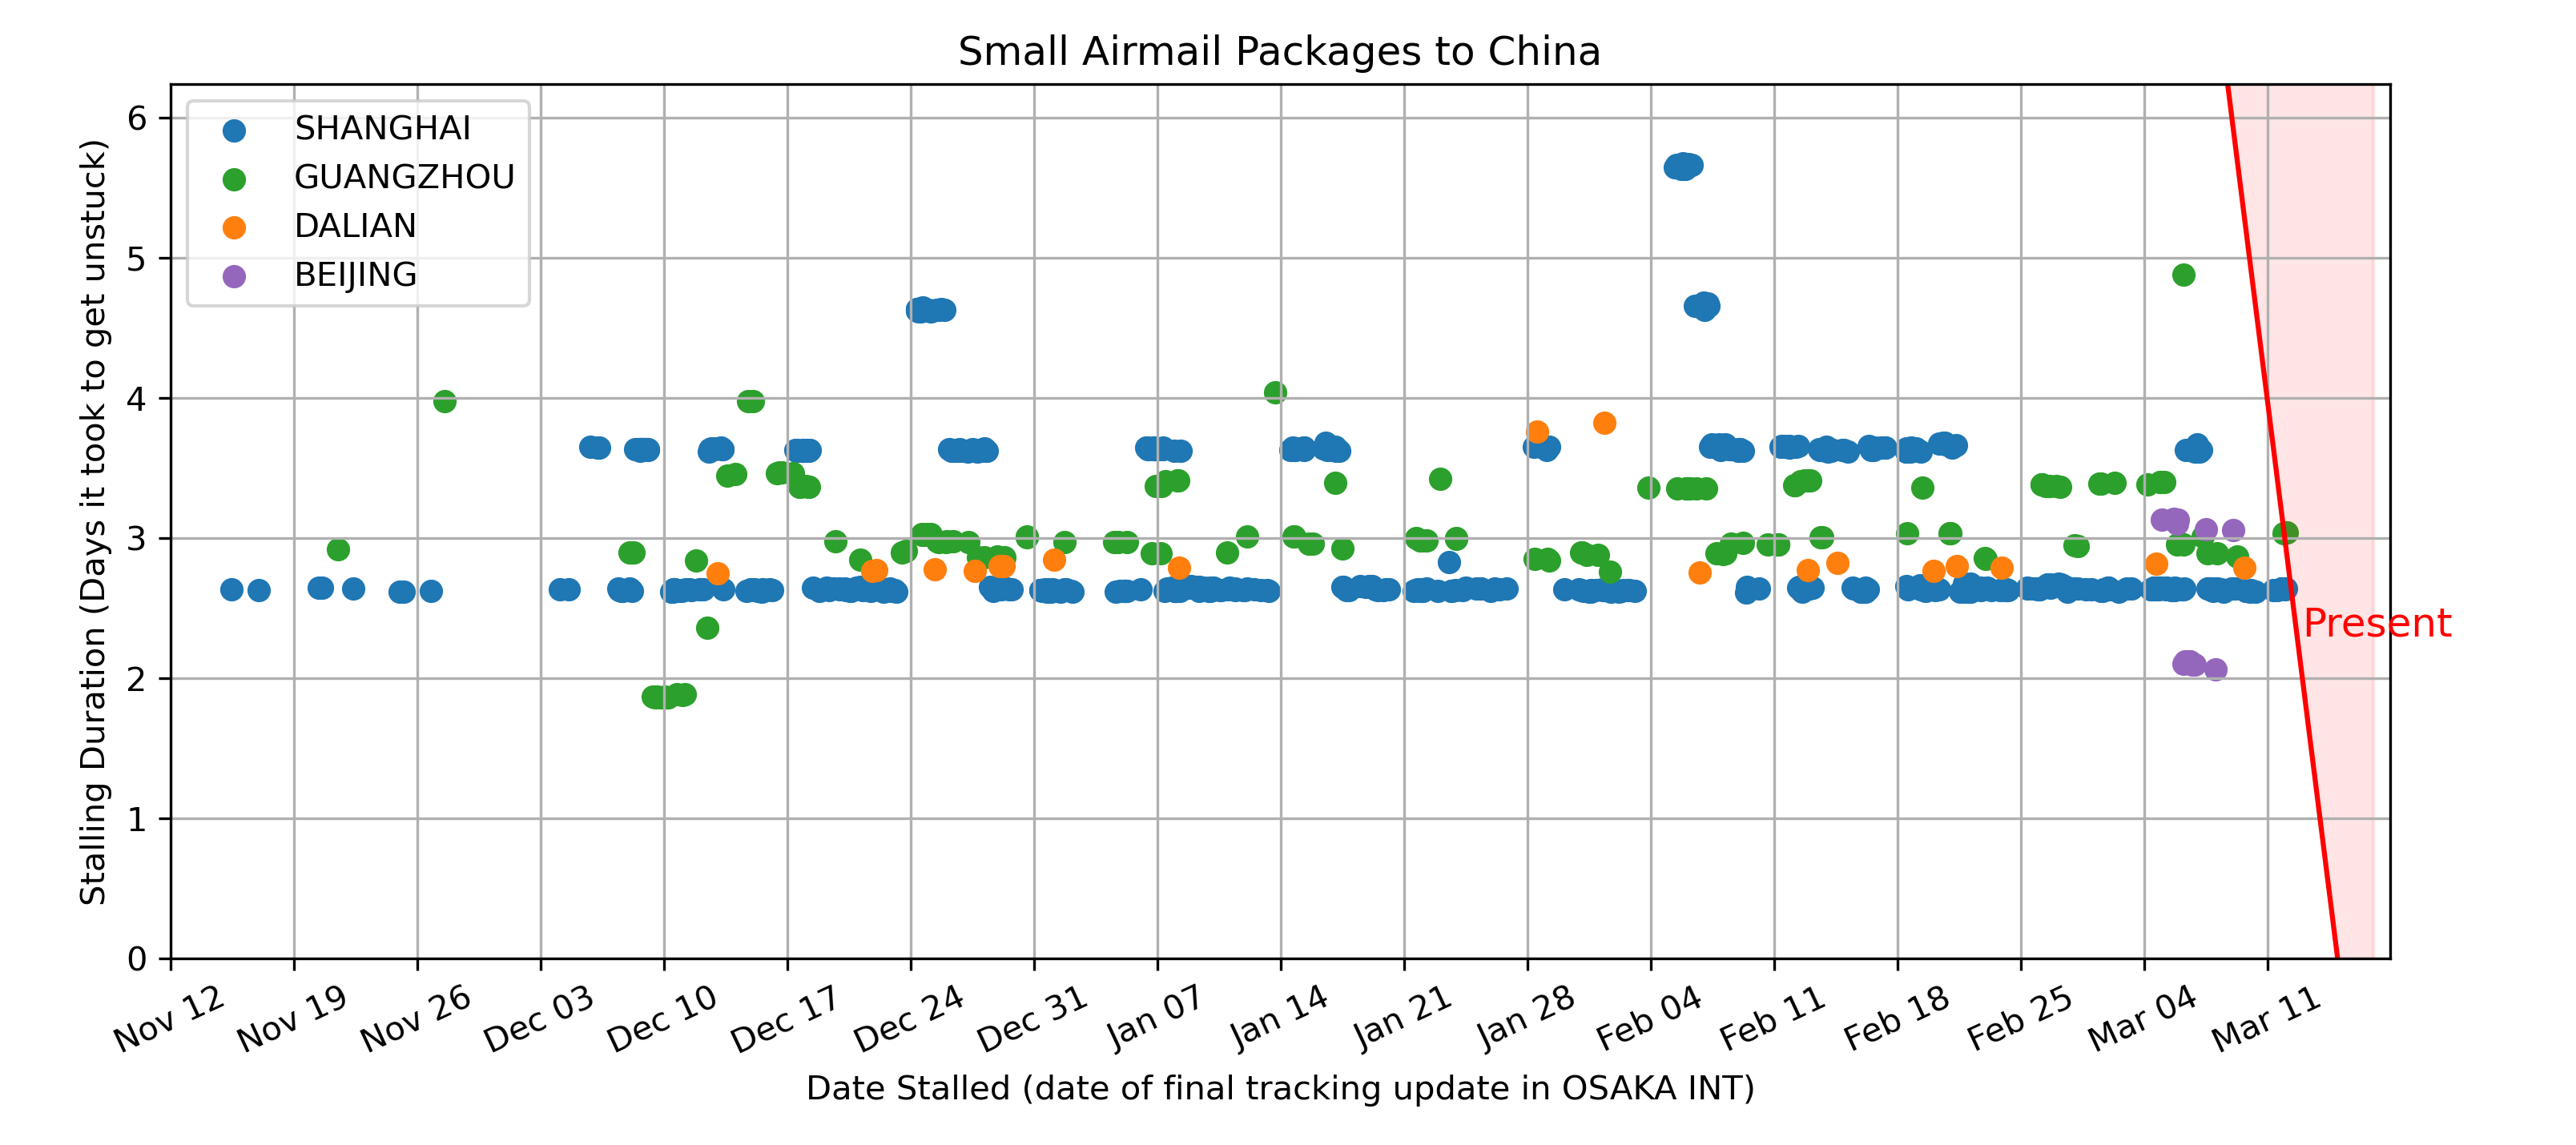 Small Airmail Packages to China
SHANGHAI
GUANGZHOU
DALIAN
BEIJING
Stalling Duration (Days it took to get unstuck)
6
5
4
3
2
1
0
Present
Nov 12
Nov 19
Nov 26
Dec 03
Dec 10
Dec 17
Dec 24
Dec 31
Jan 07
Jan 14
Jan 21
Jan 28
Feb 04
Feb 11
Feb 18
Feb 25
Mar 04
Mar 11
Date Stalled (date of final tracking update in OSAKA INT)